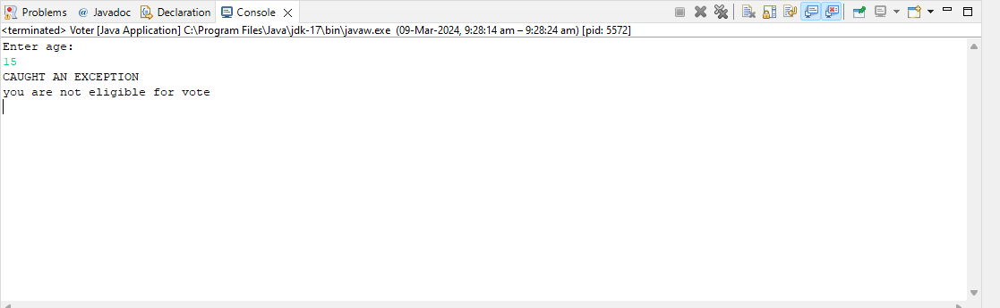 Problems @ Javadoc Declaration Console
<terminated> Voter [Java Application] C:\Program Files\Java\jdk-17\bin\javaw.exe (09-Mar-2024, 9:28:14 am – 9:28:24 am) [pid: 5572]
Enter age:
15
CAUGHT AN EXCEPTION
you are not eligible for vote